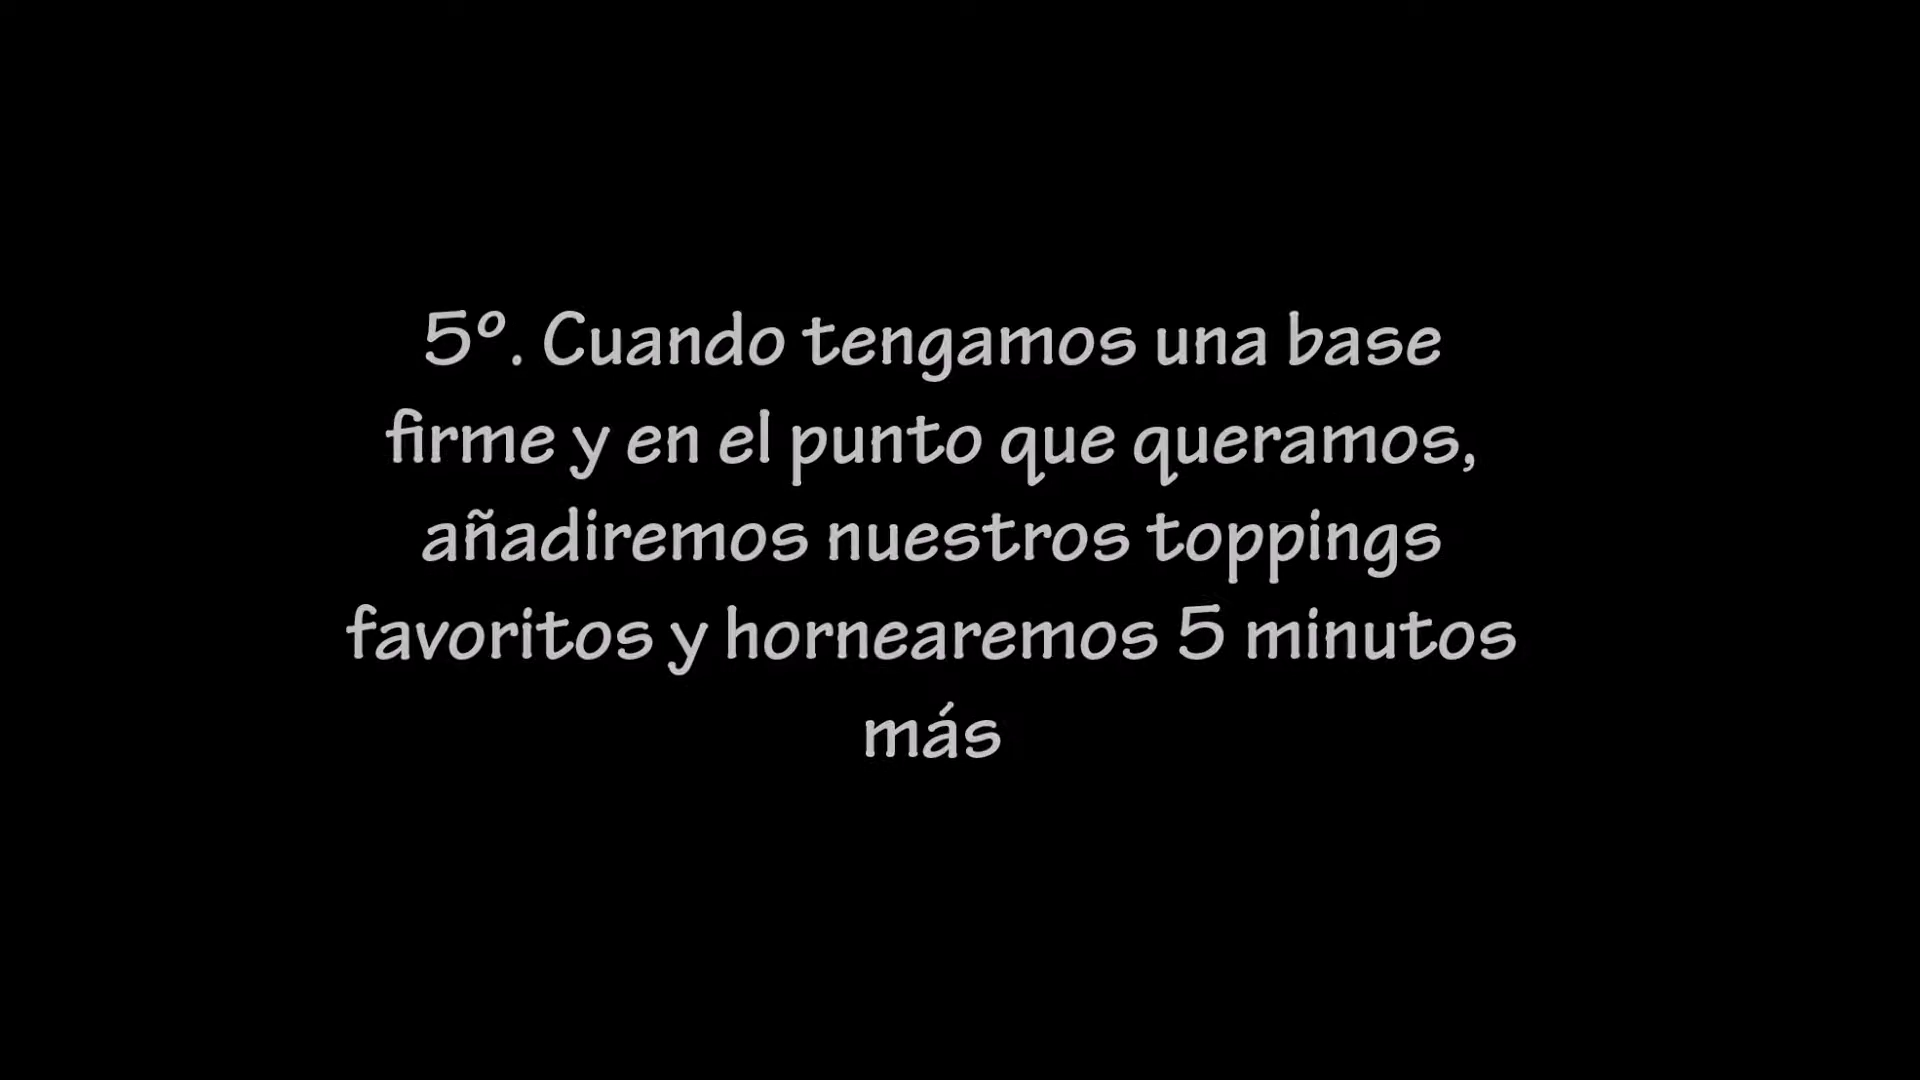 5º. Cuando tengamos una base
firme y en el punto que queramos,
añadiremos nuestros toppings
favoritos y hornearemos 5 minutos
más